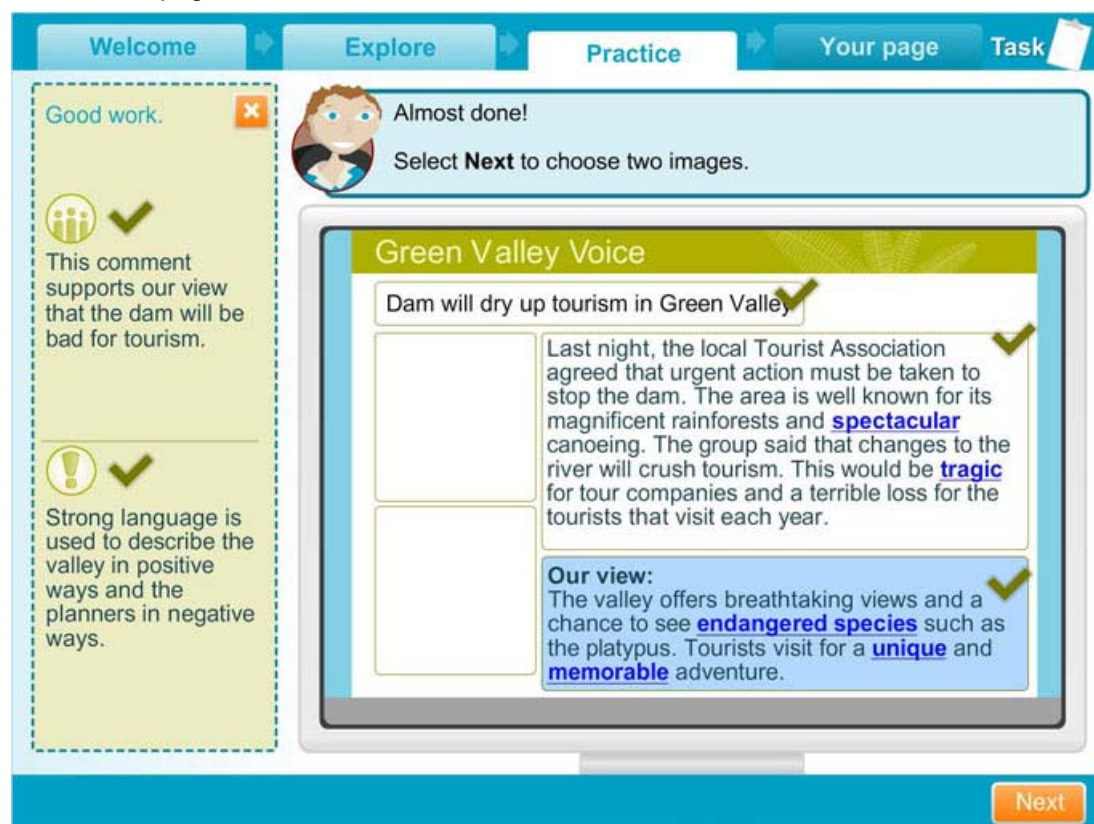 Welcome
Explore
Practice
Your page
Task
Good work.
This comment
supports our view
that the dam will be
bad for tourism.
Strong language is
used to describe the
valley in positive
ways and the
planners in negative
ways.
Almost done!
Select Next to choose two images.
Green Valley Voice
Dam will dry up tourism in Green Valley
Last night, the local Tourist Association
agreed that urgent action must be taken to
stop the dam. The area is well known for its
magnificent rainforests and spectacular
canoeing. The group said that changes to the
river will crush tourism. This would be tragic
for tour companies and a terrible loss for the
tourists that visit each year.
Our view:
The valley offers breathtaking views and a
chance to see endangered species such as
the platypus. Tourists visit for a unique and
memorable adventure.
Next